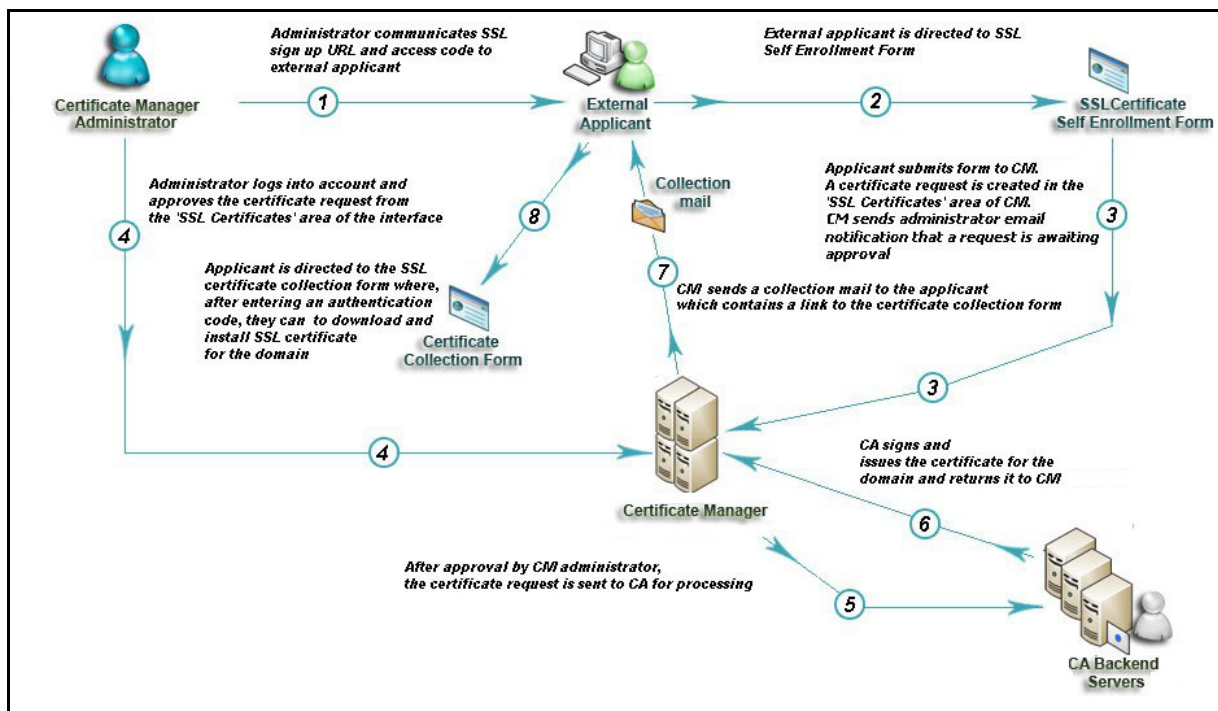 Administrator communicates SSL
sign up URL and access code to
external applicant
External applicant is directed to SSL
Self Enrollment Form
Certificate Manager
Administrator
1
External
Applicant
2
SSLCertificate
Self Enrollment Form
Administrator logs into account and
approves the certificate request from
the 'SSL Certificates' area of the interface
4
8
Collection
mail
Applicant submits form to CM.
A certificate request is created in the
'SSL Certificates' area of CM.
CM sends administrator email
notification that a request is awaiting
approval
3
Applicant is directed to the SSL
certificate collection form where,
after entering an authentication
code, they can to download and
install SSL certificate
for the domain
Certificate
Collection Form
7
CM sends a collection mail to the applicant
which contains a link to the certificate collection form
3
4
Certificate Manager
CA signs and
issues the certificate for the
domain and returns it to CM
6
After approval by CM administrator,
the certificate request is sent to CA for processing
5
CA Backend
Servers